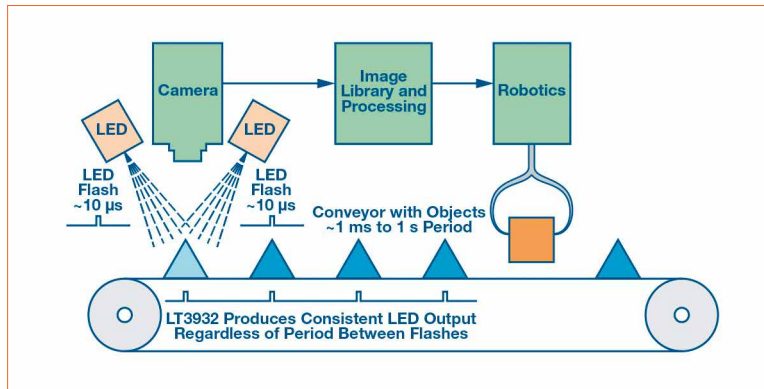 Camera
Image
Library and
Processing
Robotics
LED
LED
LED
Flash
~10 µs
LED
Flash
~10 µs
Conveyor with Objects
~1 ms to 1 s Period
LT3932 Produces Consistent LED Output
Regardless of Period Between Flashes